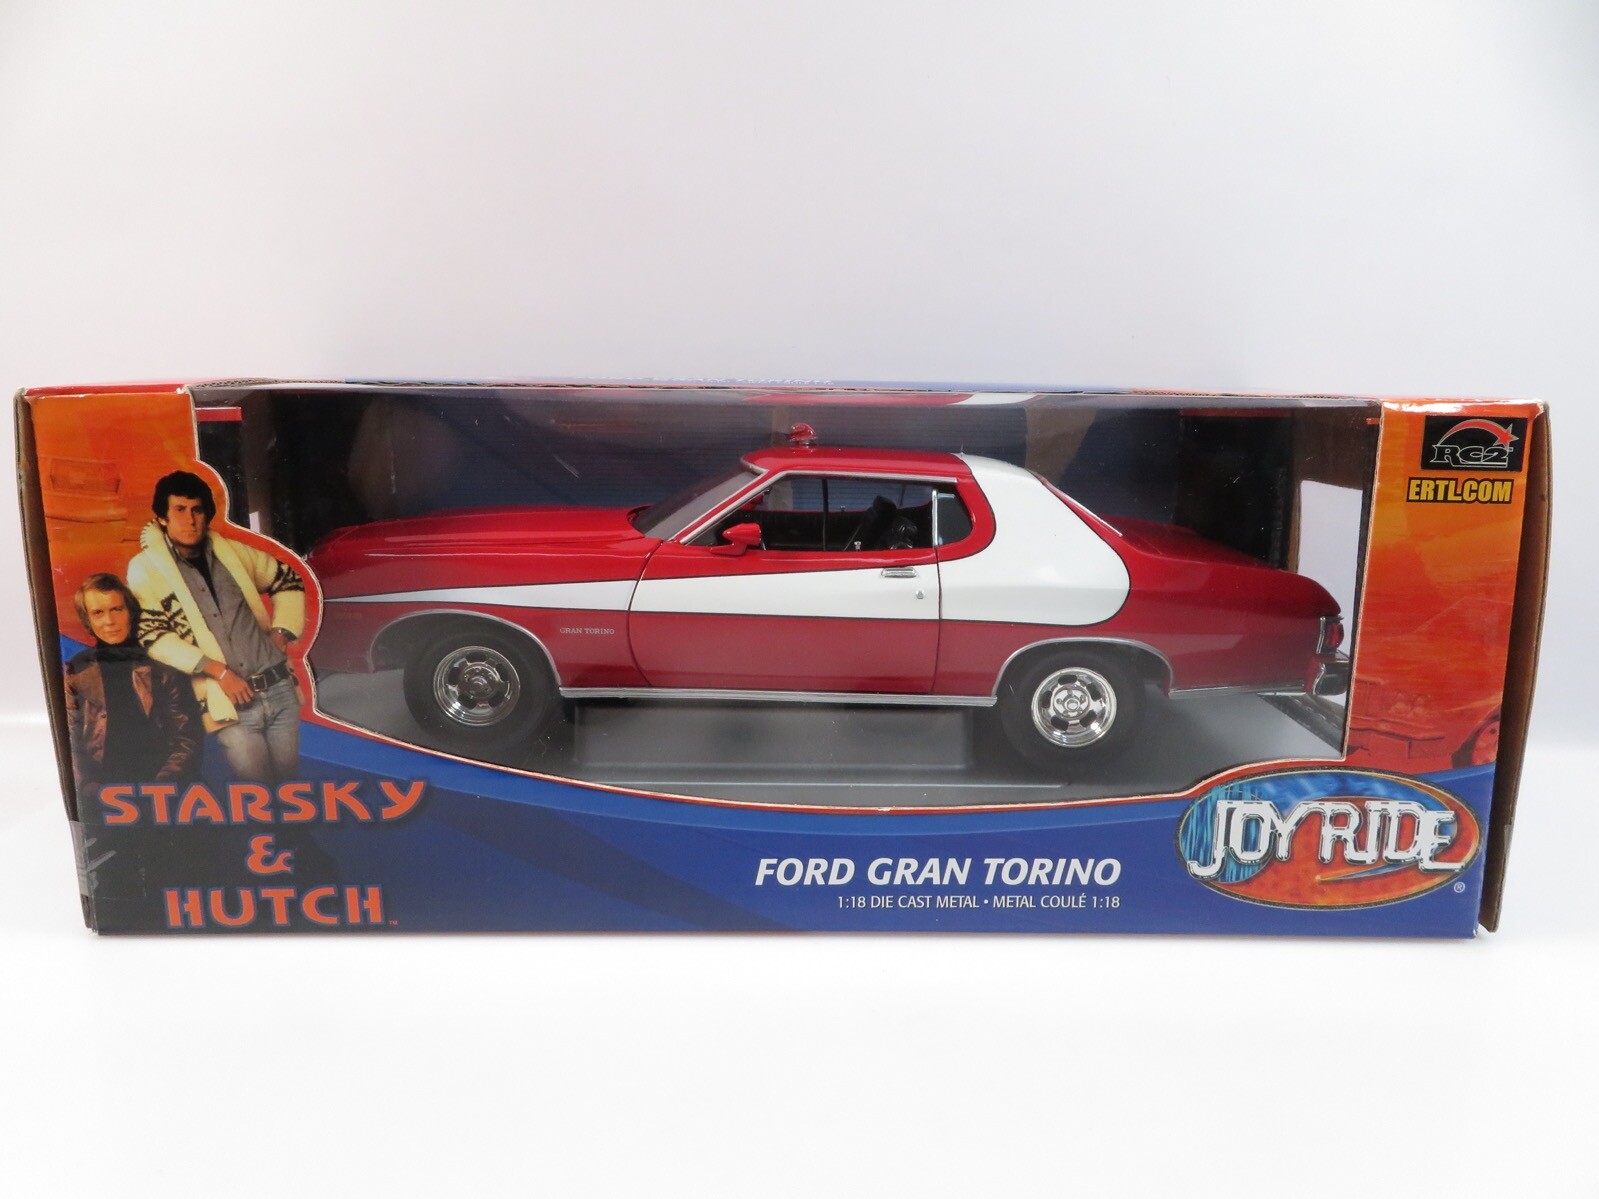 RC2
ERTL.COM
GRAN TORINO
STARSKY
&
HUTCH™
JOYRIDE®
FORD GRAN TORINO
1:18 DIE CAST METAL • METAL COULÉ 1:18